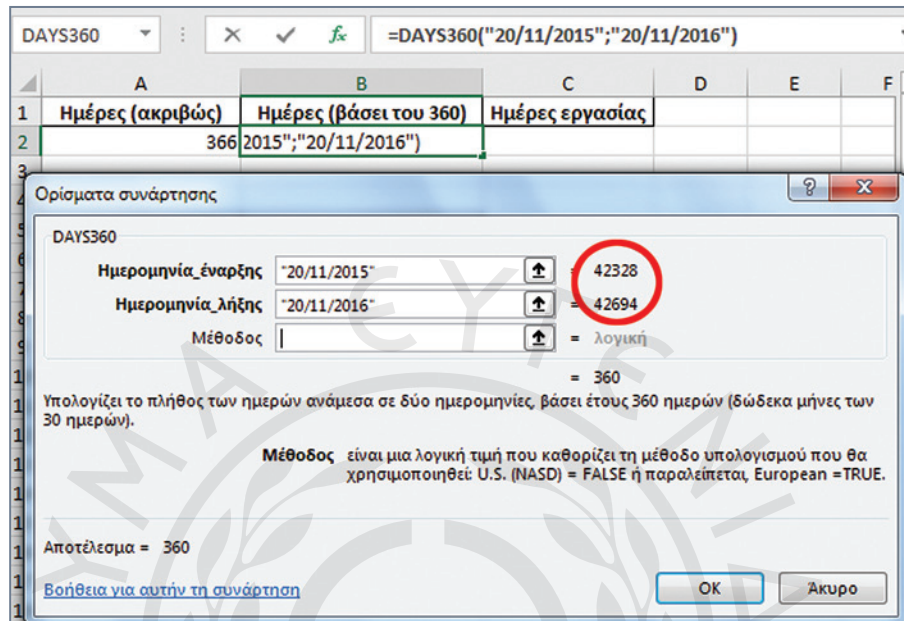 DAYS360 =DAYS360("20/11/2015";"20/11/2016")
A B C D E F
1 Ημέρες (ακριβώς) Ημέρες (βάσει του 360) Ημέρες εργασίας
2 366 2015";"20/11/2016")
3
Ορίσματα συνάρτησης
DAYS360
Ημερομηνία_έναρξης "20/11/2015" = 42328
Ημερομηνία_λήξης "20/11/2016" = 42694
Μέθοδος = λογική
= 360
Υπολογίζει το πλήθος των ημερών ανάμεσα σε δύο ημερομηνίες, βάσει έτους 360 ημερών (δώδεκα μήνες των
30 ημερών).
Μέθοδος είναι μια λογική τιμή που καθορίζει τη μέθοδο υπολογισμού που θα
χρησιμοποιηθεί: U.S. (NASD) = FALSE ή παραλείπεται, European =TRUE.
Αποτέλεσμα = 360
Βοήθεια για αυτήν τη συνάρτηση
OK Άκυρο